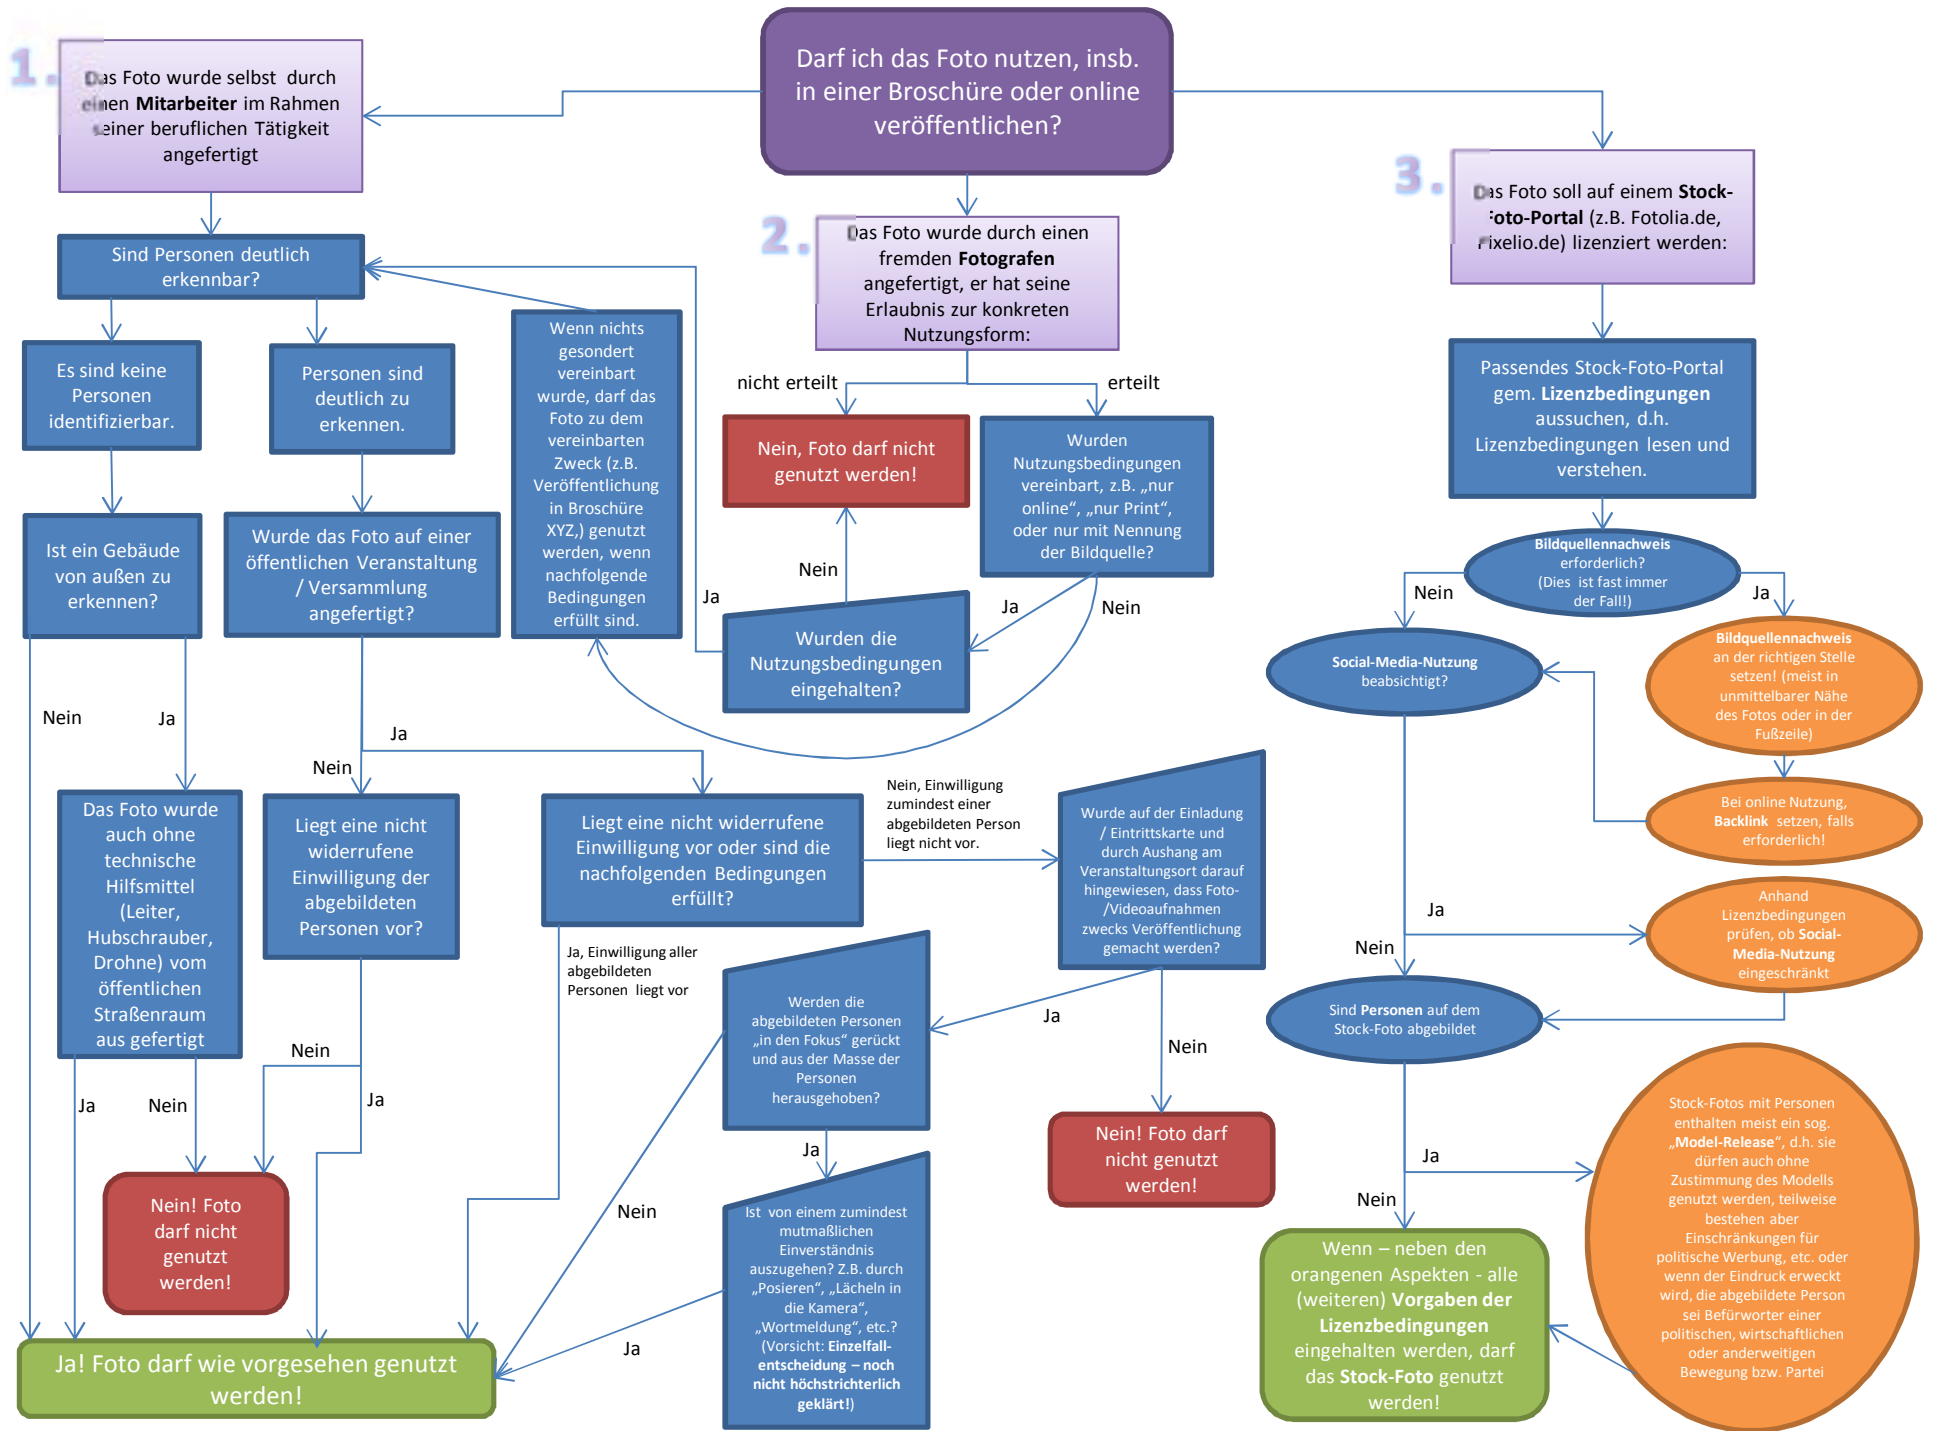 Darf ich das Foto nutzen, insb.
in einer Broschüre oder online
veröffentlichen?
1.
Das Foto wurde selbst durch
einen Mitarbeiter im Rahmen
seiner beruflichen Tätigkeit
angefertigt
Sind Personen deutlich
erkennbar?
Es sind keine
Personen
identifizierbar.
Personen sind
deutlich zu
erkennen.
Ist ein Gebäude
von außen zu
erkennen?
Wurde das Foto auf einer
öffentlichen Veranstaltung
/ Versammlung
angefertigt?
Nein
Ja
Nein
Ja
Das Foto wurde
auch ohne
technische
Hilfsmittel
(Leiter,
Hubschrauber,
Drohne) vom
öffentlichen
Straßenraum
aus gefertigt
Liegt eine nicht
widerrufene
Einwilligung der
abgebildeten
Personen vor?
Liegt eine nicht widerrufene
Einwilligung vor oder sind die
nachfolgenden Bedingungen
erfüllt?
Ja
Nein
Nein
Ja
Nein! Foto
darf nicht
genutzt
werden!
Ja, Einwilligung aller
abgebildeten
Personen liegt vor
Nein, Einwilligung
zumindest einer
abgebildeten Person
liegt nicht vor.
Wurde auf der Einladung
/ Eintrittskarte und
durch Aushang am
Veranstaltungsort darauf
hingewiesen, dass Foto-
/Videoaufnahmen
zwecks Veröffentlichung
gemacht werden?
Ja
Nein
Nein! Foto darf
nicht genutzt
werden!
Werden die
abgebildeten Personen
„in den Fokus“ gerückt
und aus der Masse der
Personen
herausgehoben?
Ja
Nein
Ist von einem zumindest
mutmaßlichen
Einverständnis
auszugehen? Z.B. durch
„Posieren“, „Lächeln in
die Kamera“,
„Wortmeldung“, etc.?
(Vorsicht: Einzelfall-
entscheidung – noch
nicht höchstrichterlich
geklärt!)
Ja
Ja! Foto darf wie vorgesehen genutzt
werden!
2.
Das Foto wurde durch einen
fremden Fotografen
angefertigt, er hat seine
Erlaubnis zur konkreten
Nutzungsform:
nicht erteilt
erteilt
Nein, Foto darf nicht
genutzt werden!
Wurden
Nutzungsbedingungen
vereinbart, z.B. „nur
online“, „nur Print“,
oder nur mit Nennung
der Bildquelle?
Nein
Ja
Nein
Ja
Wurden die
Nutzungsbedingungen
eingehalten?
Wenn nichts
gesondert
vereinbart
wurde, darf das
Foto zu dem
vereinbarten
Zweck (z.B.
Veröffentlichung
in Broschüre
XYZ,) genutzt
werden, wenn
nachfolgende
Bedingungen
erfüllt sind.
3.
Das Foto soll auf einem Stock-
Foto-Portal (z.B. Fotolia.de,
Pixelio.de) lizenziert werden:
Passendes Stock-Foto-Portal
gem. Lizenzbedingungen
aussuchen, d.h.
Lizenzbedingungen lesen und
verstehen.
Bildquellennachweis
erforderlich?
(Dies ist fast immer
der Fall!)
Nein
Ja
Bildquellennachweis
an der richtigen Stelle
setzen! (meist in
unmittelbarer Nähe
des Fotos oder in der
Fußzeile)
Bei online Nutzung,
Backlink setzen, falls
erforderlich!
Social-Media-Nutzung
beabsichtigt?
Ja
Nein
Anhand
Lizenzbedingungen
prüfen, ob Social-
Media-Nutzung
eingeschränkt
Sind Personen auf dem
Stock-Foto abgebildet
Ja
Nein
Stock-Fotos mit Personen
enthalten meist ein sog.
„Model-Release“, d.h. sie
dürfen auch ohne
Zustimmung des Modells
genutzt werden, teilweise
bestehen aber
Einschränkungen für
politische Werbung, etc. oder
wenn der Eindruck erweckt
wird, die abgebildete Person
sei Befürworter einer
politischen, wirtschaftlichen
oder anderweitigen
Bewegung bzw. Partei
Wenn – neben den
orangenen Aspekten - alle
(weiteren) Vorgaben der
Lizenzbedingungen
eingehalten werden, darf
das Stock-Foto genutzt
werden!